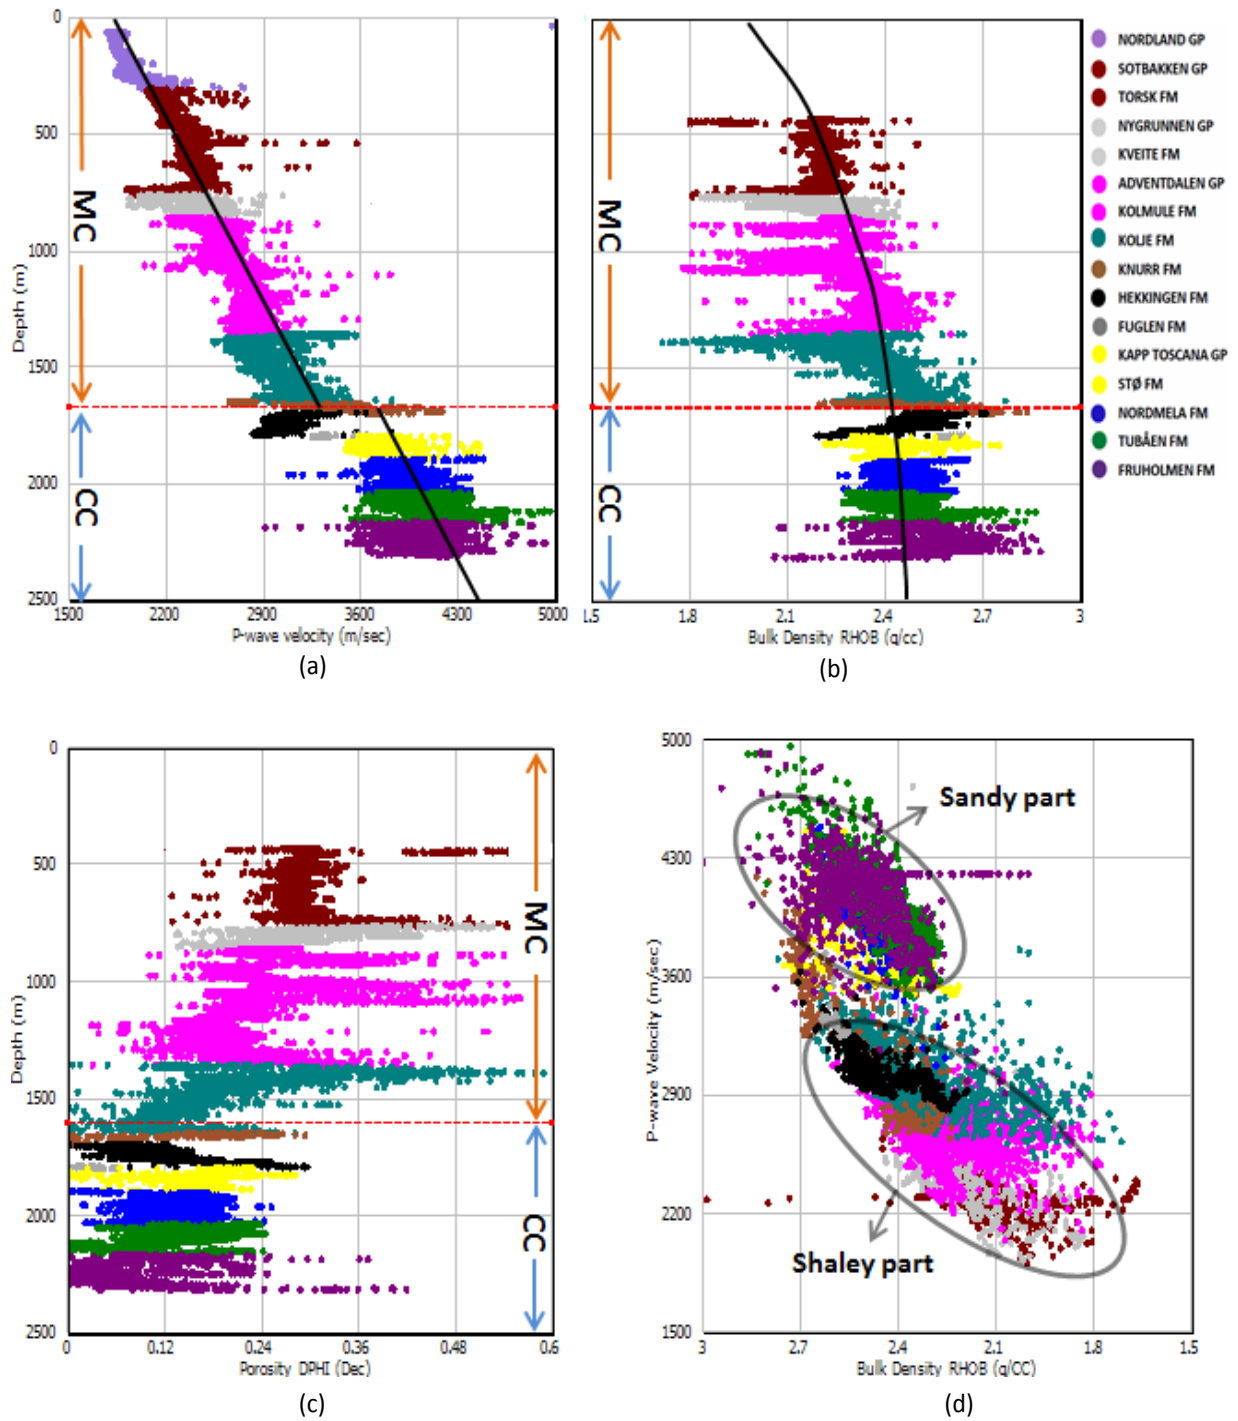 0
500
1000
1500
2000
2500
Depth (m)
MC
CC
1500
2200
2900
3600
4300
5000
P-wave velocity (m/sec)
(a)
MC
CC
1.5
1.8
2.1
2.4
2.7
3
Bulk Density RHOB (g/cc)
(b)
NORDLAND GP
SOTBAKKEN GP
TORSK FM
NYGRUNNEN GP
KVEITE FM
ADVENTDALEN GP
KOLMULE FM
KOLJE FM
KNURR FM
HEKKINGEN FM
FUGLEN FM
KAPP TOSCANA GP
STØ FM
NORDMELA FM
TUBÅEN FM
FRUHOLMEN FM
0
500
1000
1500
2000
2500
Depth (m)
MC
CC
0
0.12
0.24
0.36
0.48
0.6
Porosity DPHI (Dec)
(c)
5000
4300
3600
2900
2200
1500
P-wave Velocity (m/sec)
Sandy part
Shaley part
3
2.7
2.4
2.1
1.8
1.5
Bulk Density RHOB (g/CC)
(d)